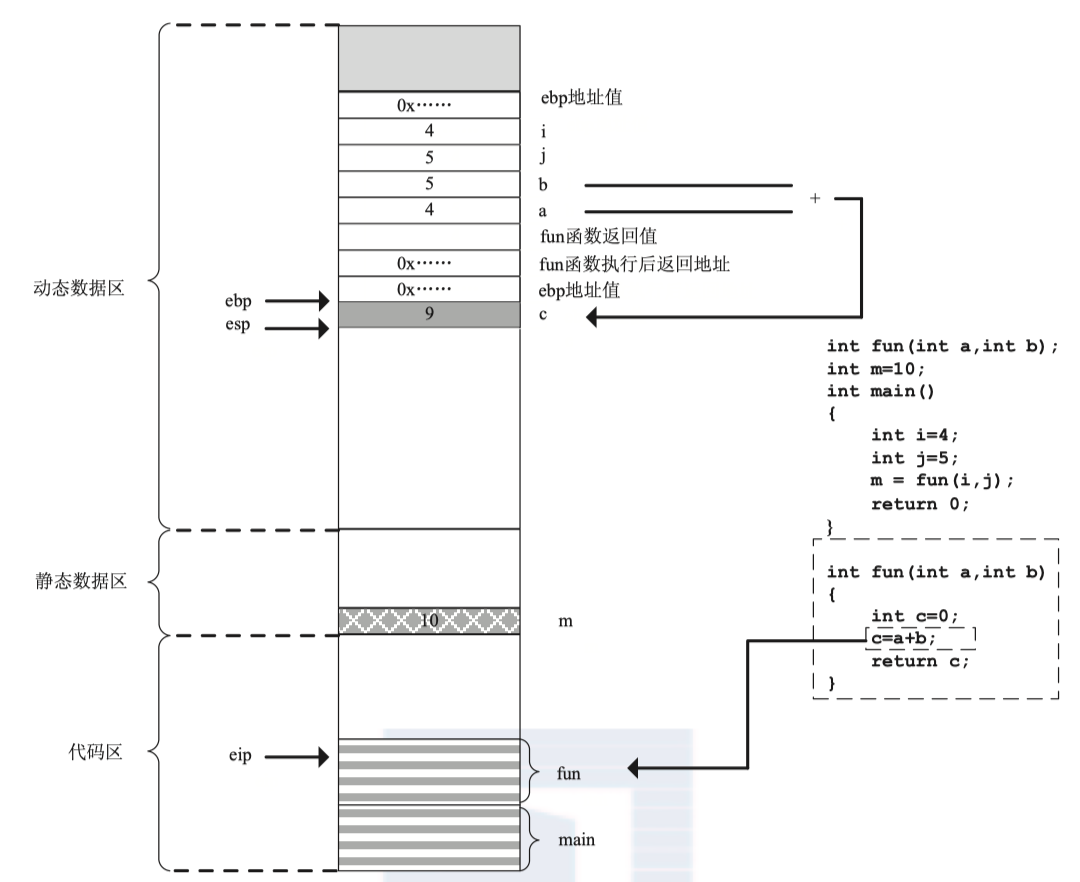 0x······ ebp地址值
4 i
5 j
5 b
4 a
+
fun函数返回值
0x······ fun函数执行后返回地址
0x······ ebp地址值
动态数据区
ebp
esp
9 c
int fun(int a,int b);
int m=10;
int main()
{
int i=4;
int j=5;
m = fun(i,j);
return 0;
}
int fun(int a,int b)
{
int c=0;
c=a+b;
return c;
}
静态数据区
10 m
代码区
eip
fun
main